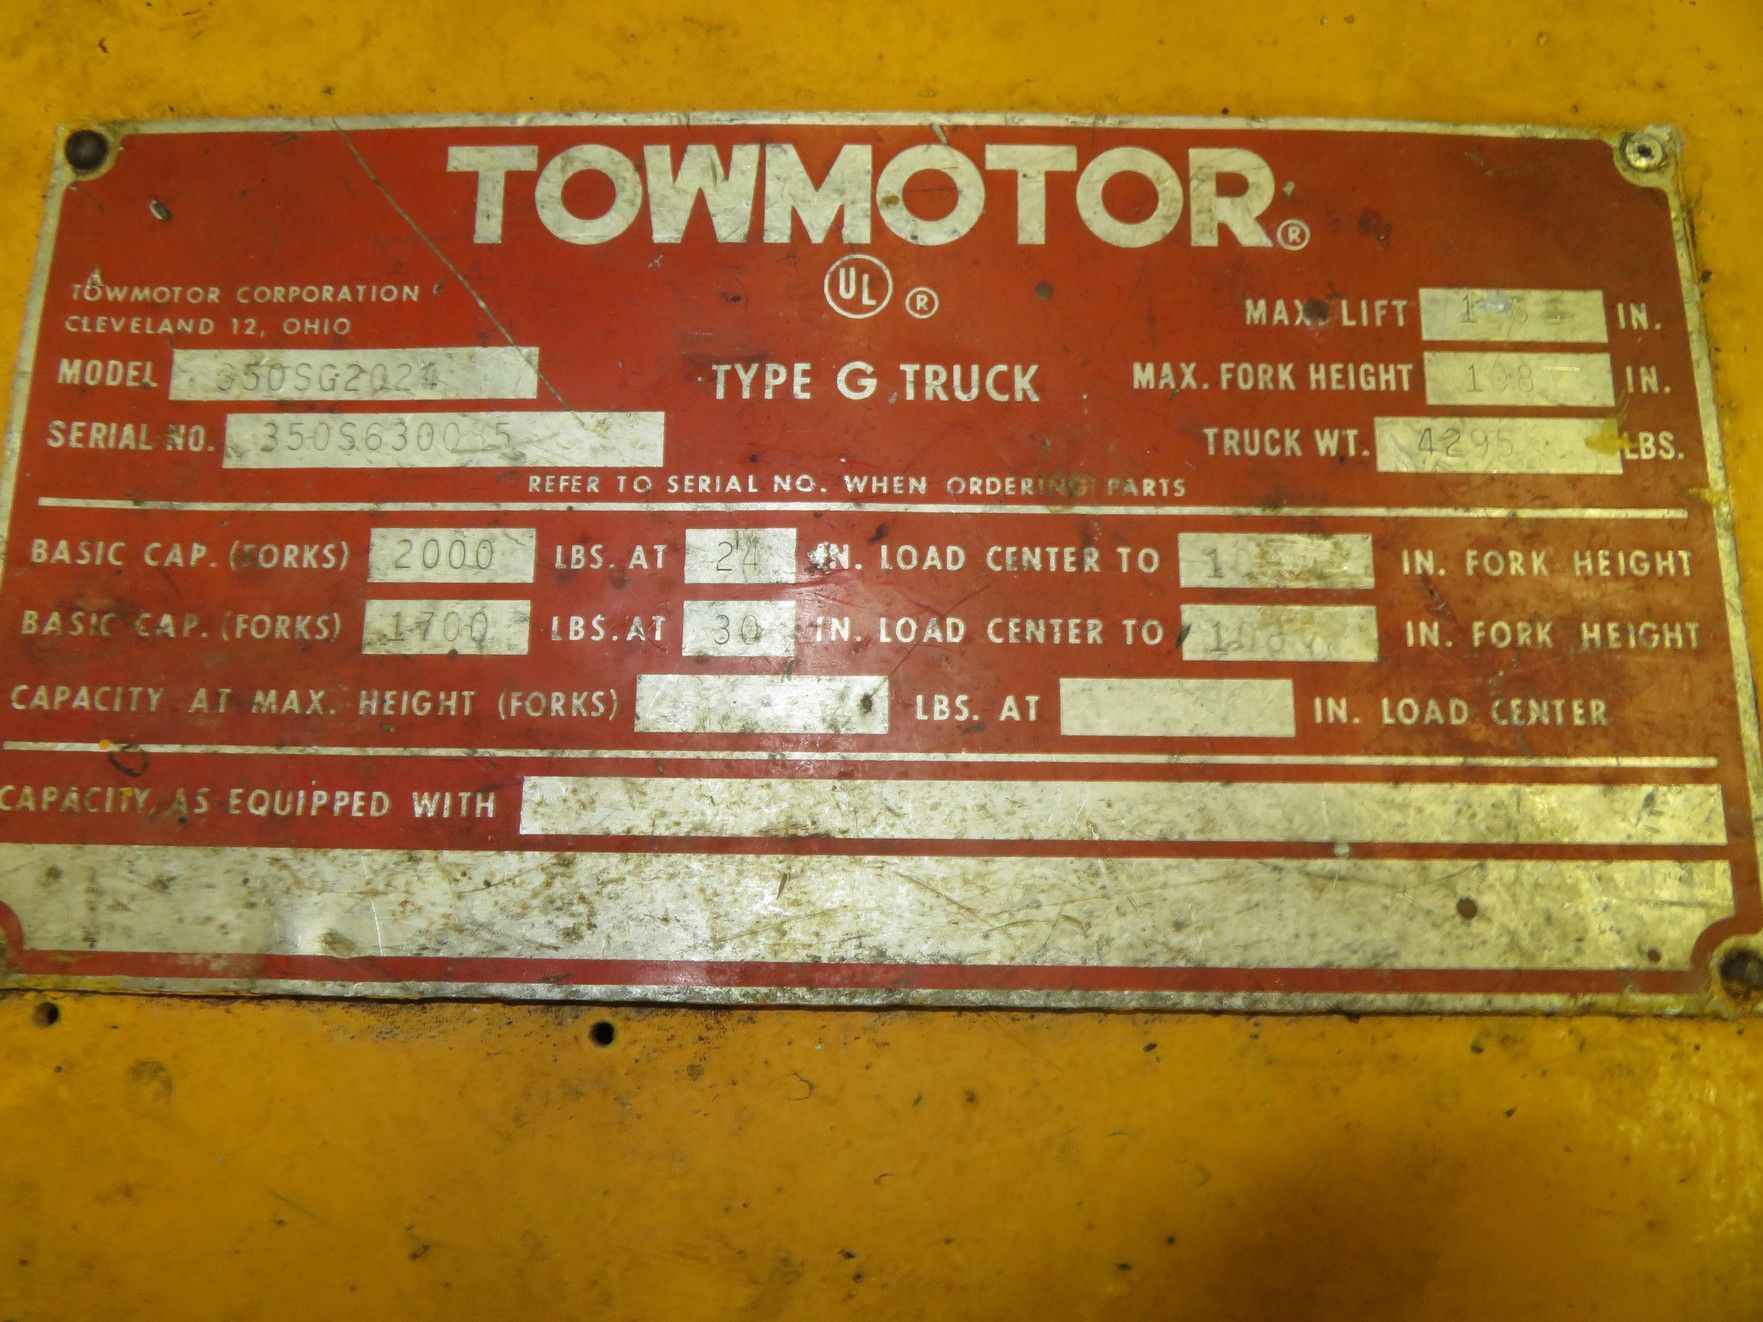 TOWMOTOR®
UL ®
TOWMOTOR CORPORATION
CLEVELAND 12, OHIO
MODEL 350SG2024
SERIAL NO.
TYPE G TRUCK
MAX. LIFT IN.
MAX. FORK HEIGHT 108 IN.
TRUCK WT. 4295 LBS.
REFER TO SERIAL NO. WHEN ORDERING PARTS
BASIC CAP. (FORKS) 2000 LBS. AT 24 IN. LOAD CENTER TO IN. FORK HEIGHT
BASIC CAP. (FORKS) 1700 LBS. AT 30 IN. LOAD CENTER TO 108 IN. FORK HEIGHT
CAPACITY AT MAX. HEIGHT (FORKS) LBS. AT IN. LOAD CENTER
CAPACITY AS EQUIPPED WITH